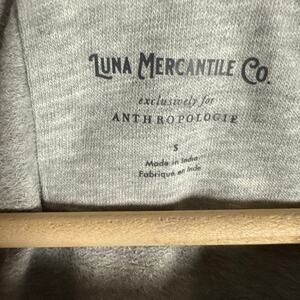 LUNA MERCANTILE CO.
exclusively for
ANTHROPOLOGIE
S
Made in India
Fabriqué en Inde